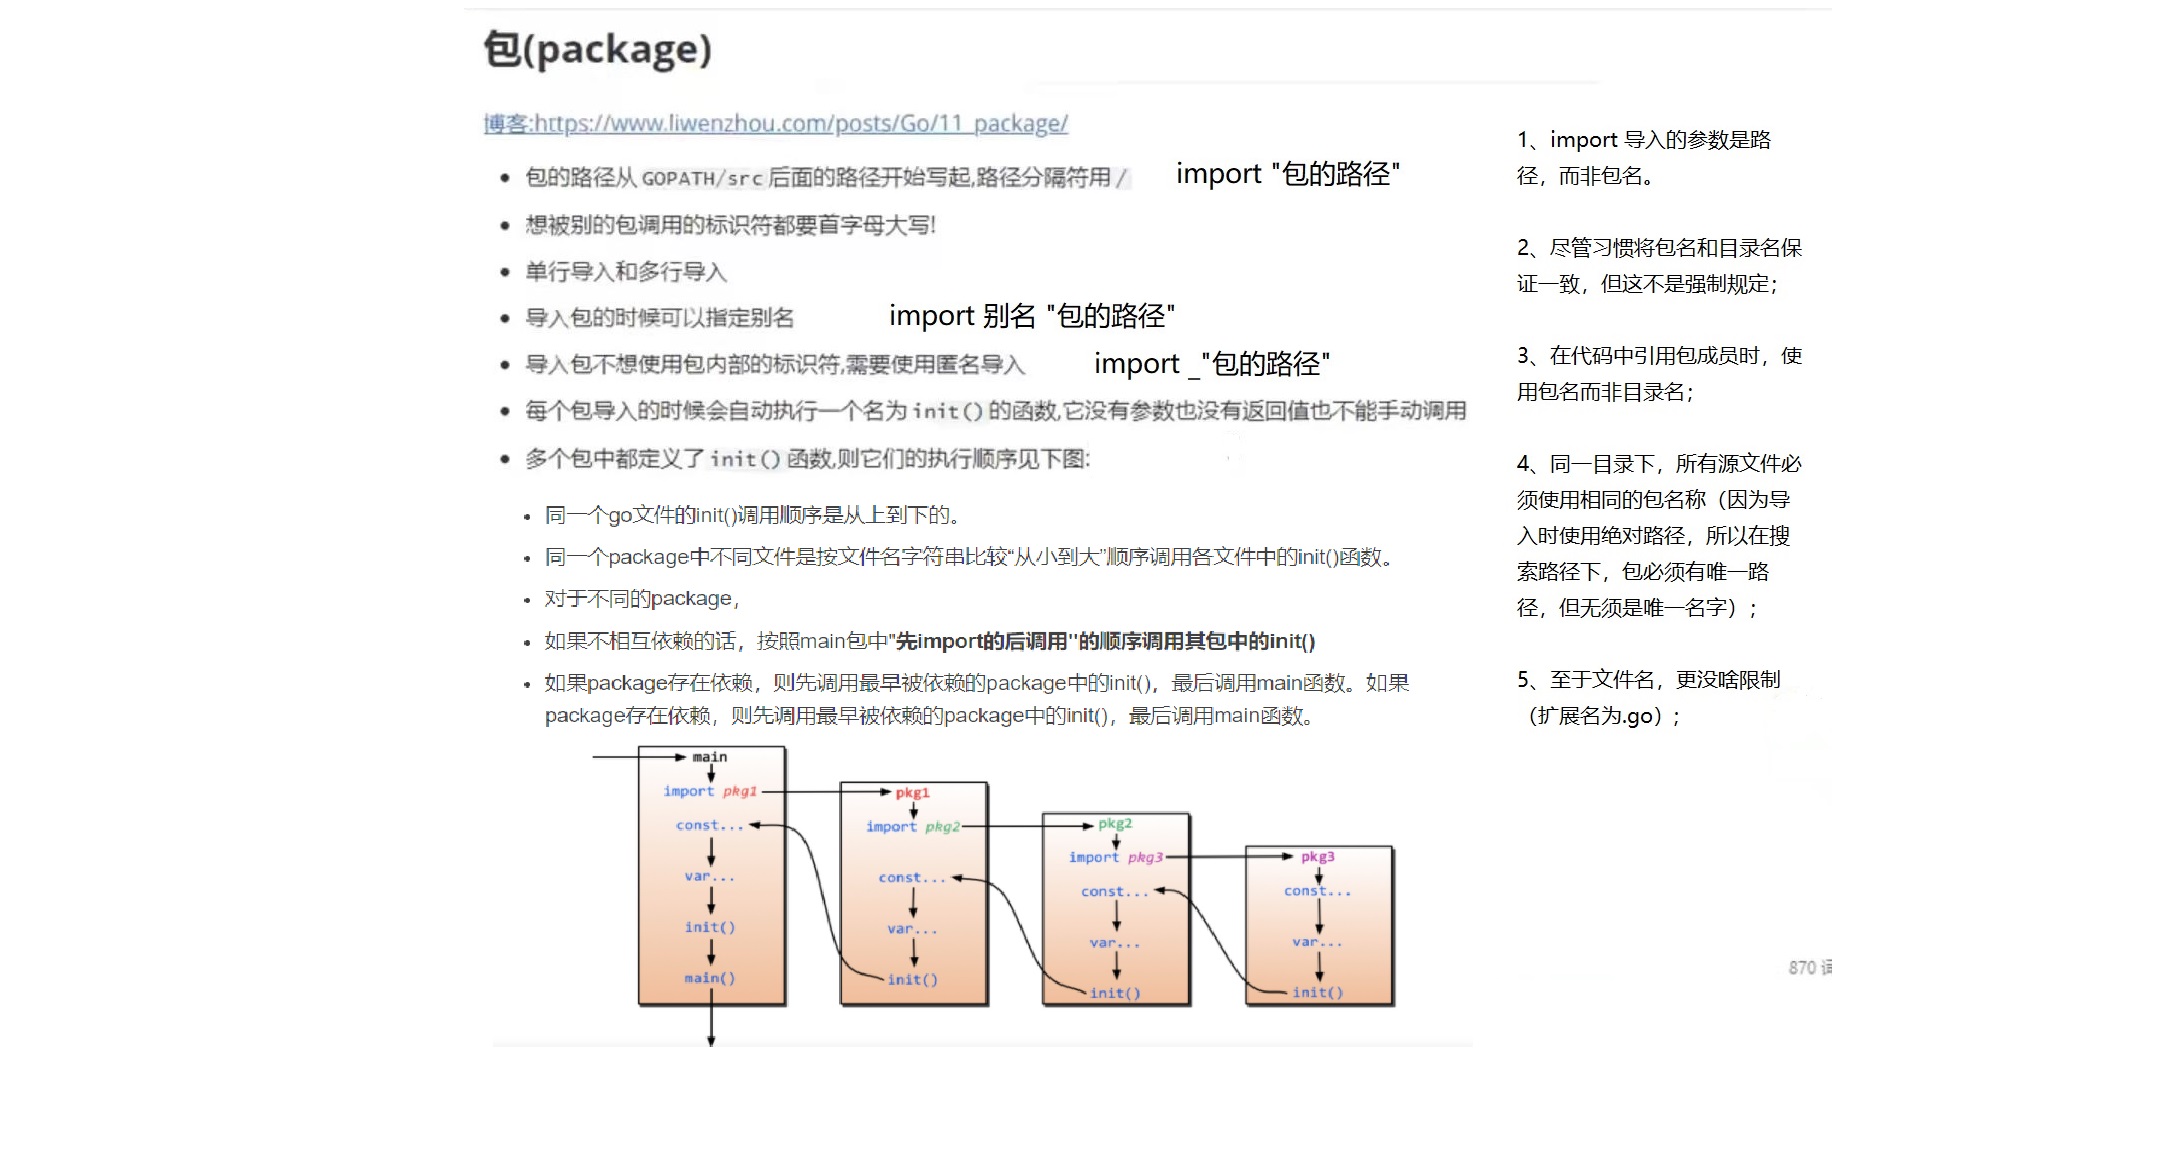 包(package)
博客:https://www.liwenzhou.com/posts/Go/11_package/
包的路径从 GOPATH/src 后面的路径开始写起,路径分隔符用 /
import "包的路径"
想被别的包调用的标识符都要首字母大写!
单行导入和多行导入
导入包的时候可以指定别名
import 别名 "包的路径"
导入包不想使用包内部的标识符,需要使用匿名导入
import _"包的路径"
每个包导入的时候会自动执行一个名为 init() 的函数,它没有参数也没有返回值也不能手动调用
多个包中都定义了 init() 函数,则它们的执行顺序见下图:
同一个go文件的init()调用顺序是从上到下的。
同一个package中不同文件是按文件名字符串比较“从小到大”顺序调用各文件中的init()函数。
对于不同的package，
如果不相互依赖的话，按照main包中"先import的后调用"的顺序调用其包中的init()
如果package存在依赖，则先调用最早被依赖的package中的init()，最后调用main函数。如果
package存在依赖，则先调用最早被依赖的package中的init()，最后调用main函数。
1、import 导入的参数是路
径，而非包名。
2、尽管习惯将包名和目录名保
证一致，但这不是强制规定；
3、在代码中引用包成员时，使
用包名而非目录名；
4、同一目录下，所有源文件必
须使用相同的包名称（因为导
入时使用绝对路径，所以在搜
索路径下，包必须有唯一路
径，但无须是唯一名字）；
5、至于文件名，更没啥限制
（扩展名为.go）；
main
import pkg1
const...
var...
init()
main()
pkg1
import pkg2
const...
var...
init()
pkg2
import pkg3
const...
var...
init()
pkg3
const...
var...
init()
870